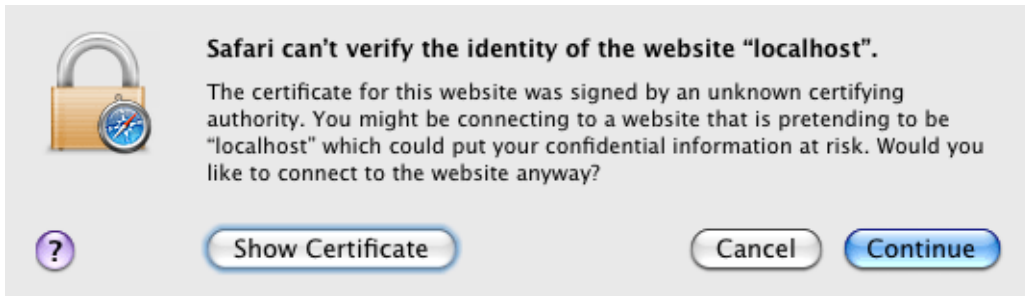 Safari can't verify the identity of the website “localhost”.
The certificate for this website was signed by an unknown certifying
authority. You might be connecting to a website that is pretending to be
“localhost” which could put your confidential information at risk. Would you
like to connect to the website anyway?
?
Show Certificate
Cancel
Continue